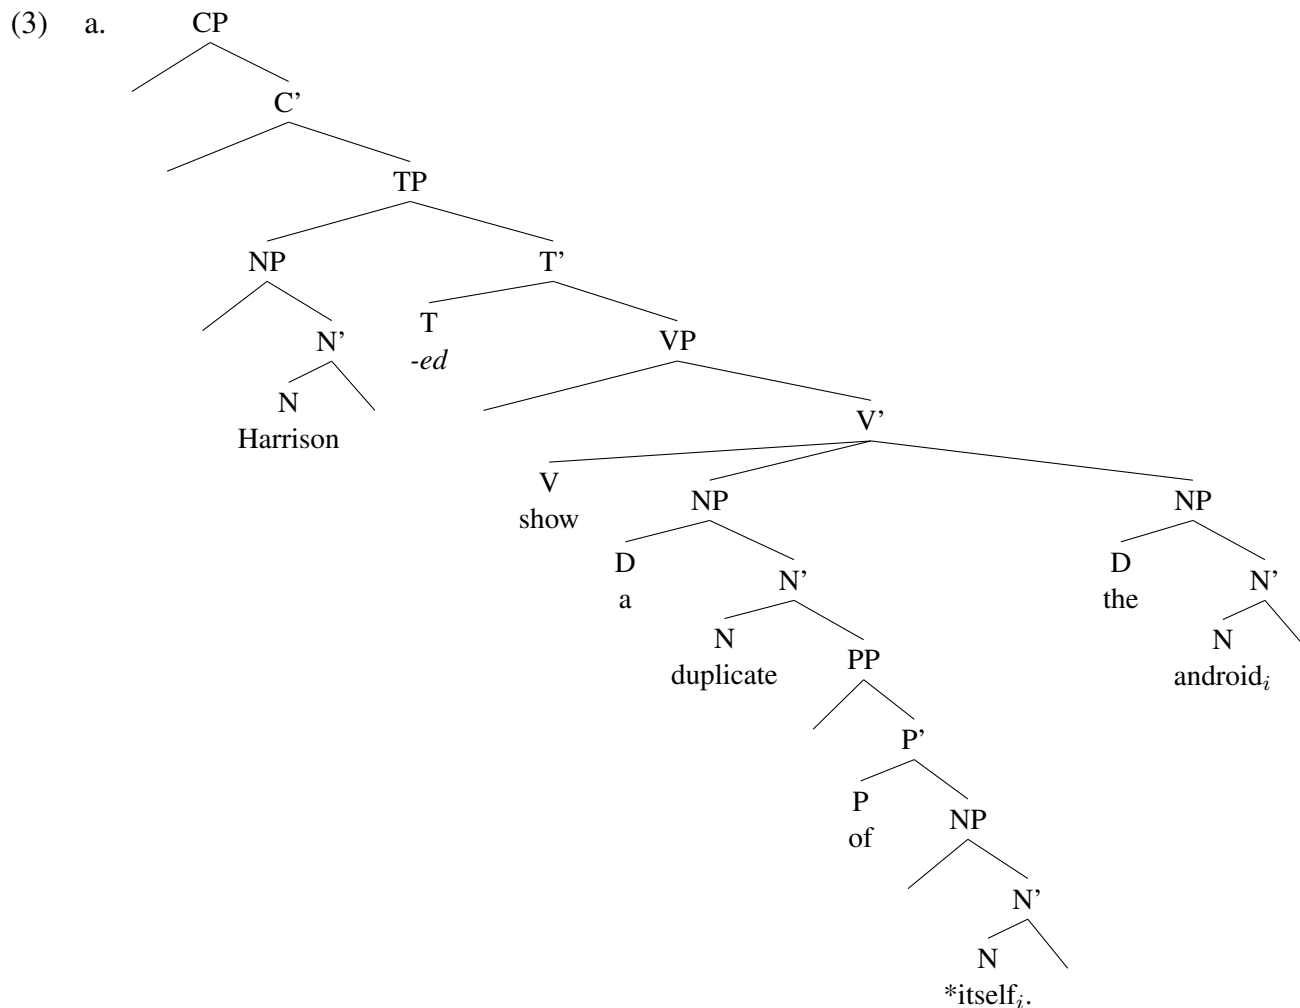 (3) a. CP
C’
TP
NP T’
N’ T VP
-ed
N V’
Harrison
V NP NP
show
D N’ D N’
a the
N PP N
duplicate android_i
P’
P NP
of
N’
N
*itself_i.